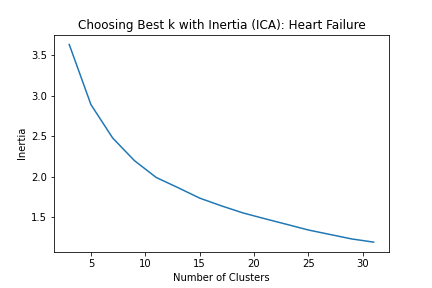 Choosing Best k with Inertia (ICA): Heart Failure
3.5
3.0
2.5
2.0
1.5
Inertia
5 10 15 20 25 30
Number of Clusters